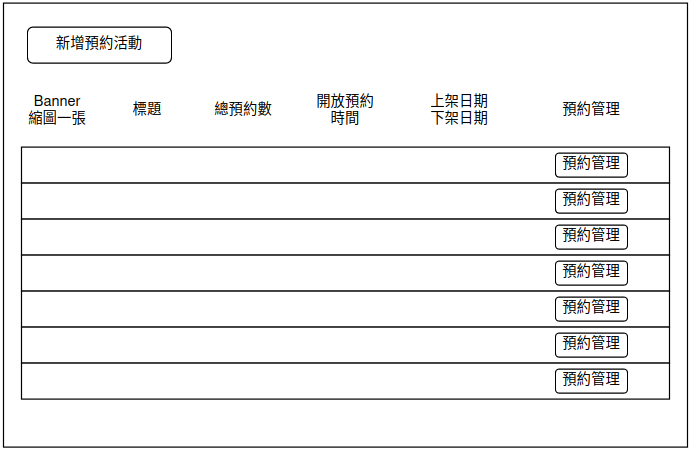 新增預約活動
Banner
縮圖一張
標題
總預約數
開放預約
時間
上架日期
下架日期
預約管理
預約管理
預約管理
預約管理
預約管理
預約管理
預約管理
預約管理